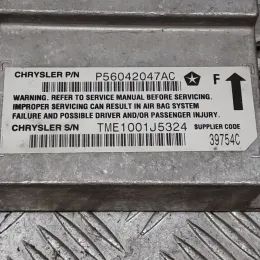 CHRYSLER P/N P56042047AC F
WARNING: REFER TO SERVICE MANUAL BEFORE SERVICING.
IMPROPER SERVICING CAN RESULT IN AIR BAG SYSTEM
FAILURE AND POSSIBLE DRIVER AND/OR PASSENGER INJURY.
CHRYSLER S/N TME1001J5324 SUPPLIER CODE
39754C